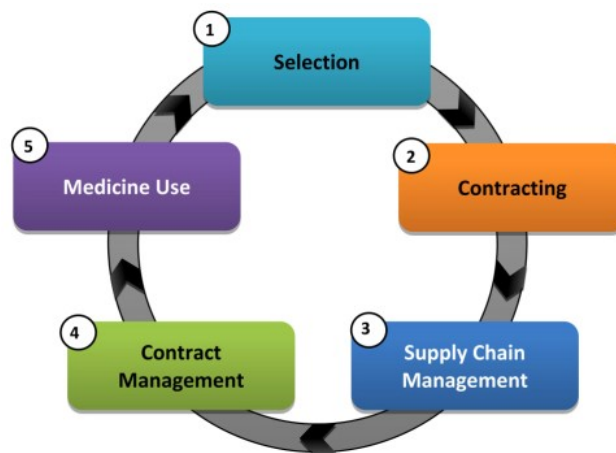 1
Selection
2
Contracting
3
Supply Chain
Management
4
Contract
Management
5
Medicine Use